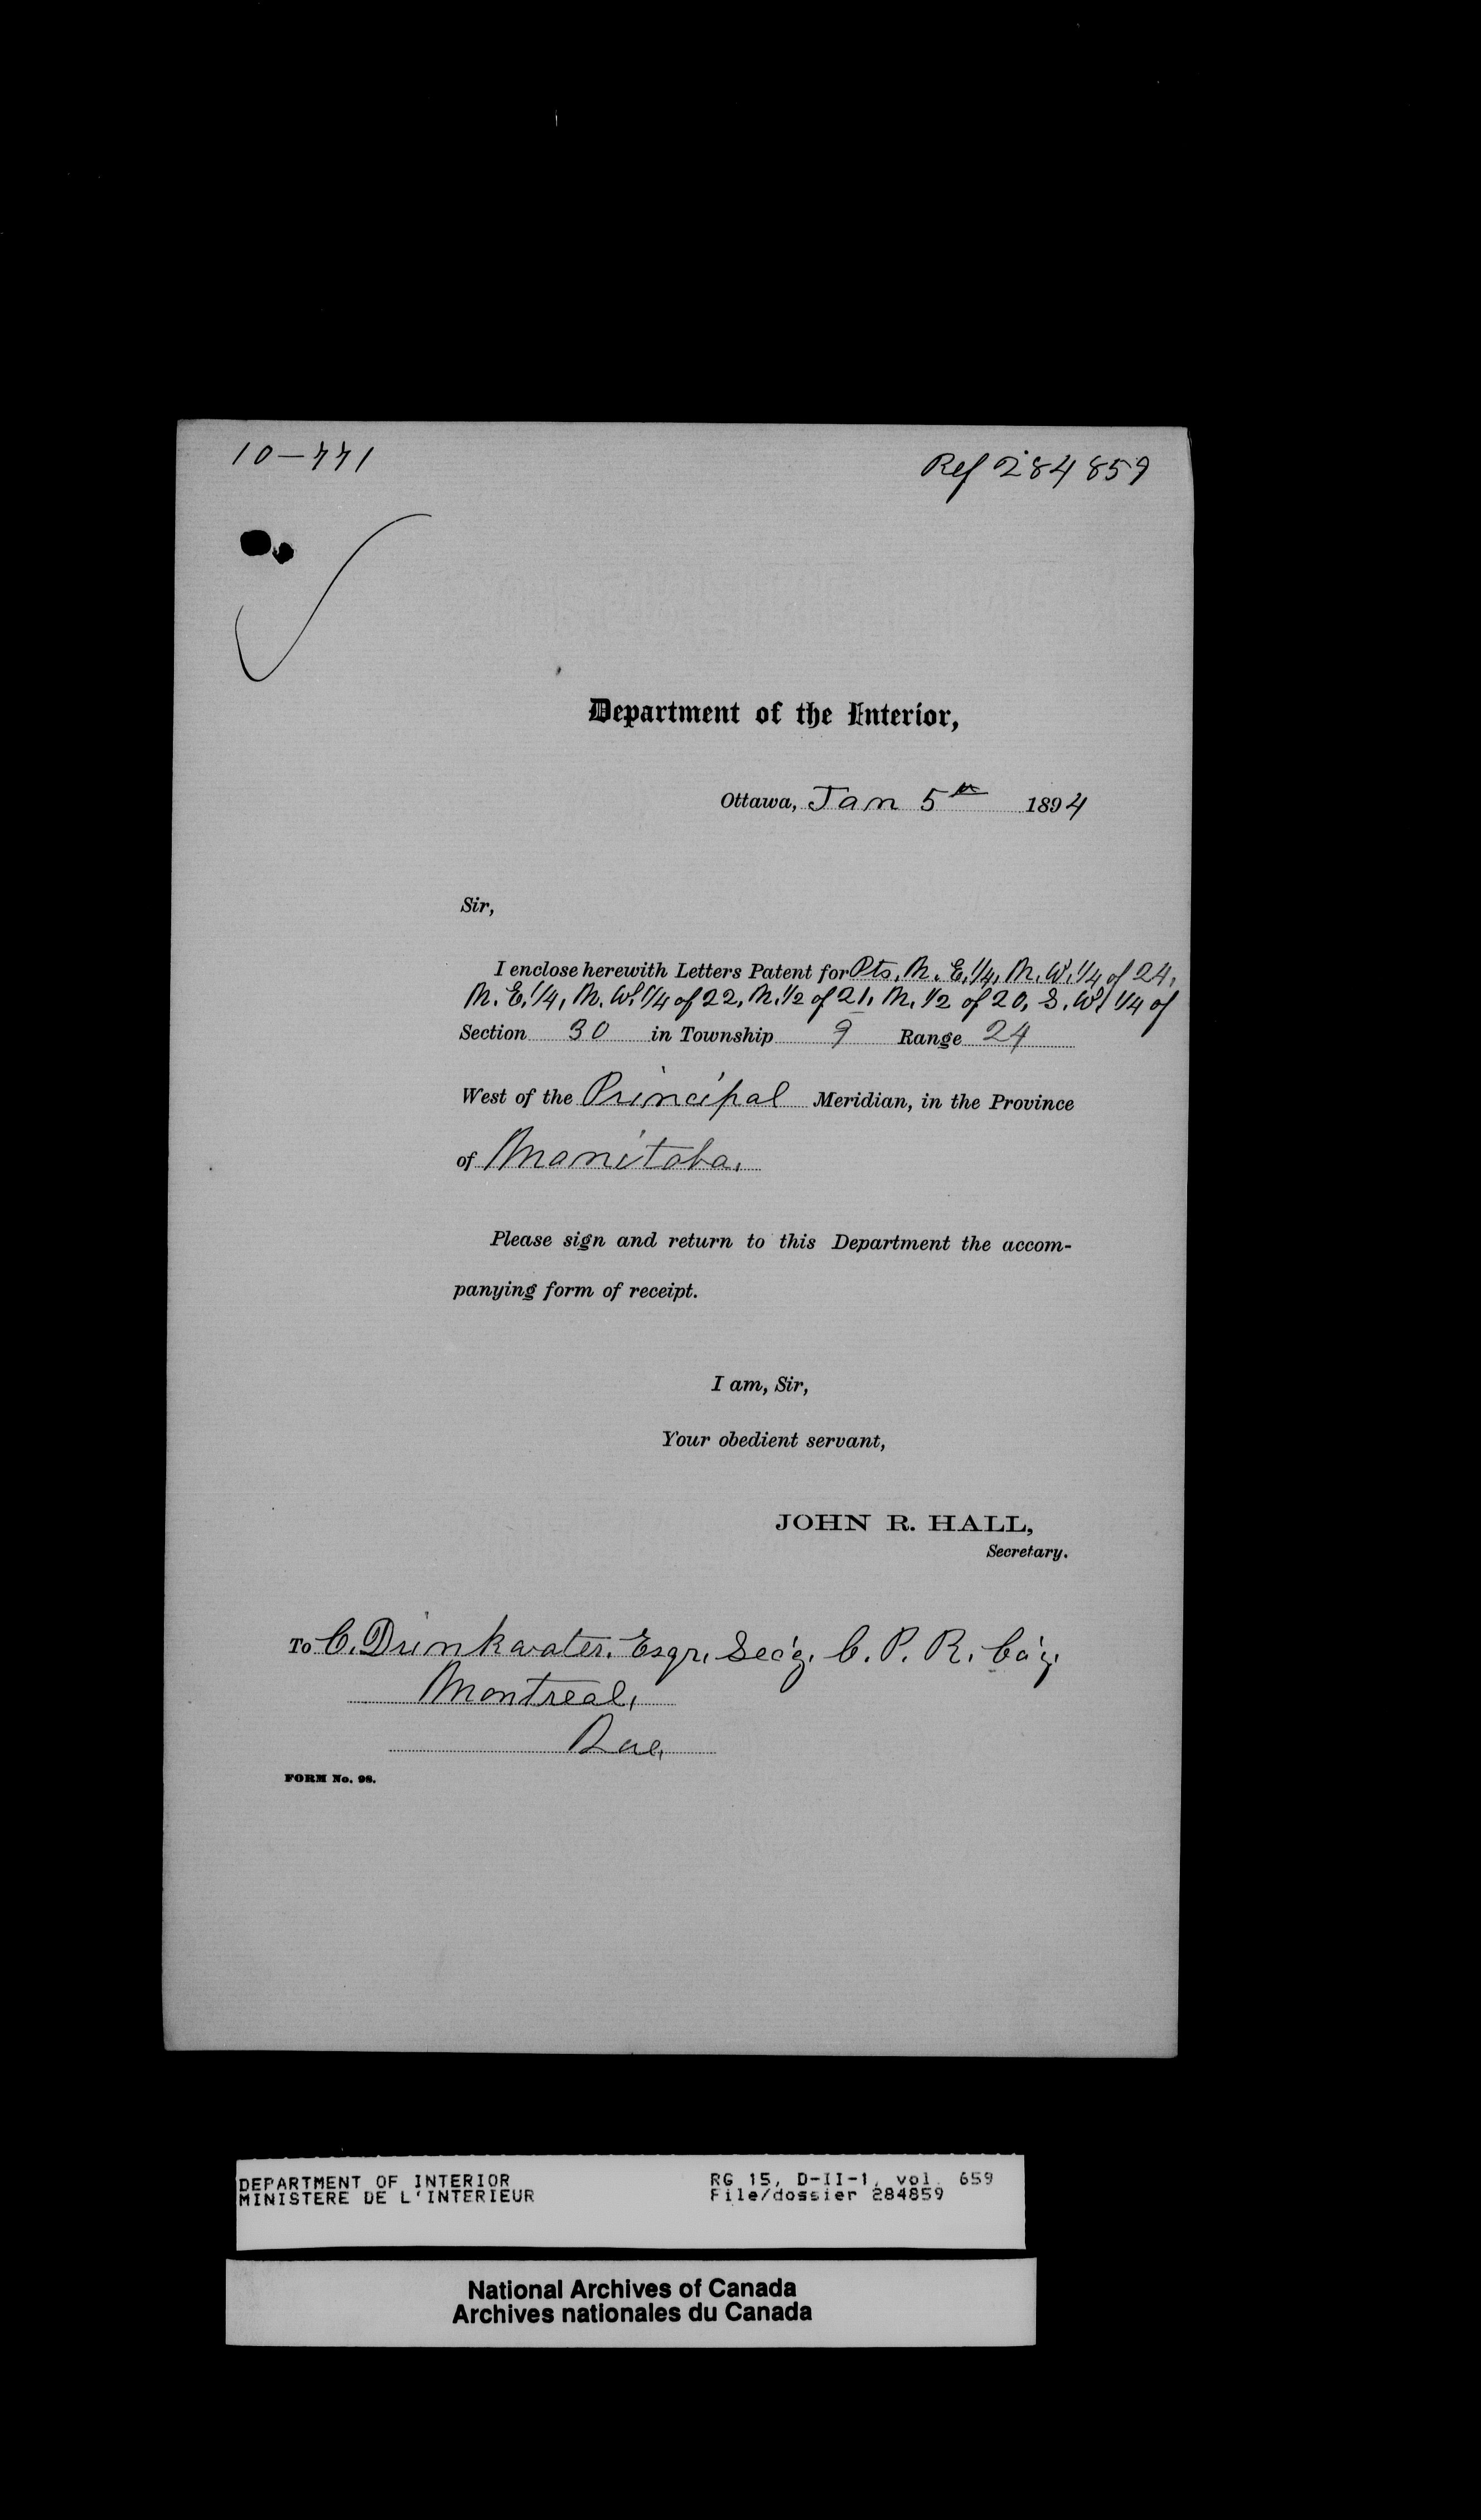 10-771
Ref 284859
Department of the Interior,
Ottawa, Jan 5th 1894
Sir,
I enclose herewith Letters Patent for Pts. N. E. 1/4, N. W. 1/4 of 24,
N. E. 1/4, N. W. 1/4 of 22, N. 1/2 of 21, N. 1/2 of 20, S. W. 1/4 of
Section 30 in Township 9 Range 24
West of the Principal Meridian, in the Province
of Manitoba.
Please sign and return to this Department the accom-
panying form of receipt.
I am, Sir,
Your obedient servant,
JOHN R. HALL,
Secretary.
To C. Drinkwater. Esqr, Sec'y. C. P. R. Co'y.
Montreal,
Que,
FORM No. 98.
DEPARTMENT OF INTERIOR RG 15, D-II-1, vol. 659
MINISTERE DE L'INTERIEUR File/dossier 284859
National Archives of Canada
Archives nationales du Canada